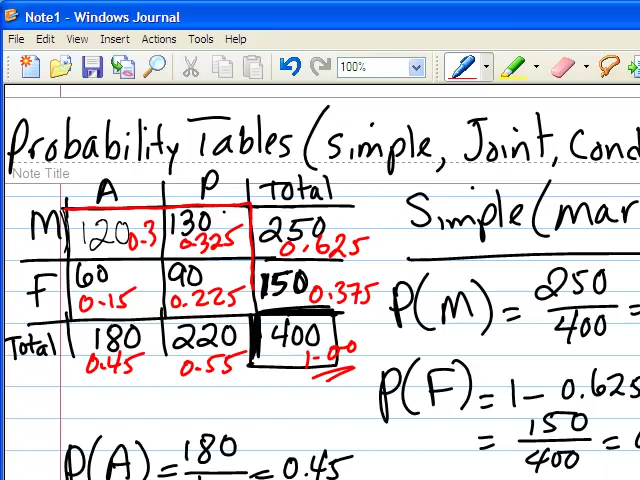 Note1 - Windows Journal
File Edit View Insert Actions Tools Help
100%
Probability Tables (simple, Joint, Cond
Note Title
A P Total
M 120 0.3 130 0.325 250 0.625
F 60 0.15 90 0.225 150 0.375
Total 180 0.45 220 0.55 400 1.00
Simple (mar
P(M) = 250/400 =
P(F) = 1 - 0.625
= 150/400 = 0
P(A) = 180 = 0.45